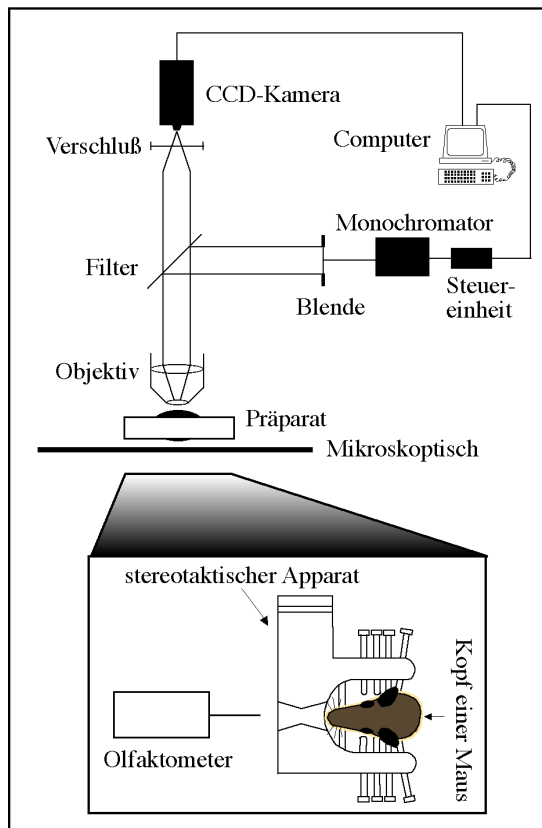 CCD-Kamera
Verschluß
Computer
Monochromator
Filter
Blende
Steuer-
einheit
Objektiv
Präparat
Mikroskoptisch
stereotaktischer Apparat
Kopf einer Maus
Olfaktometer